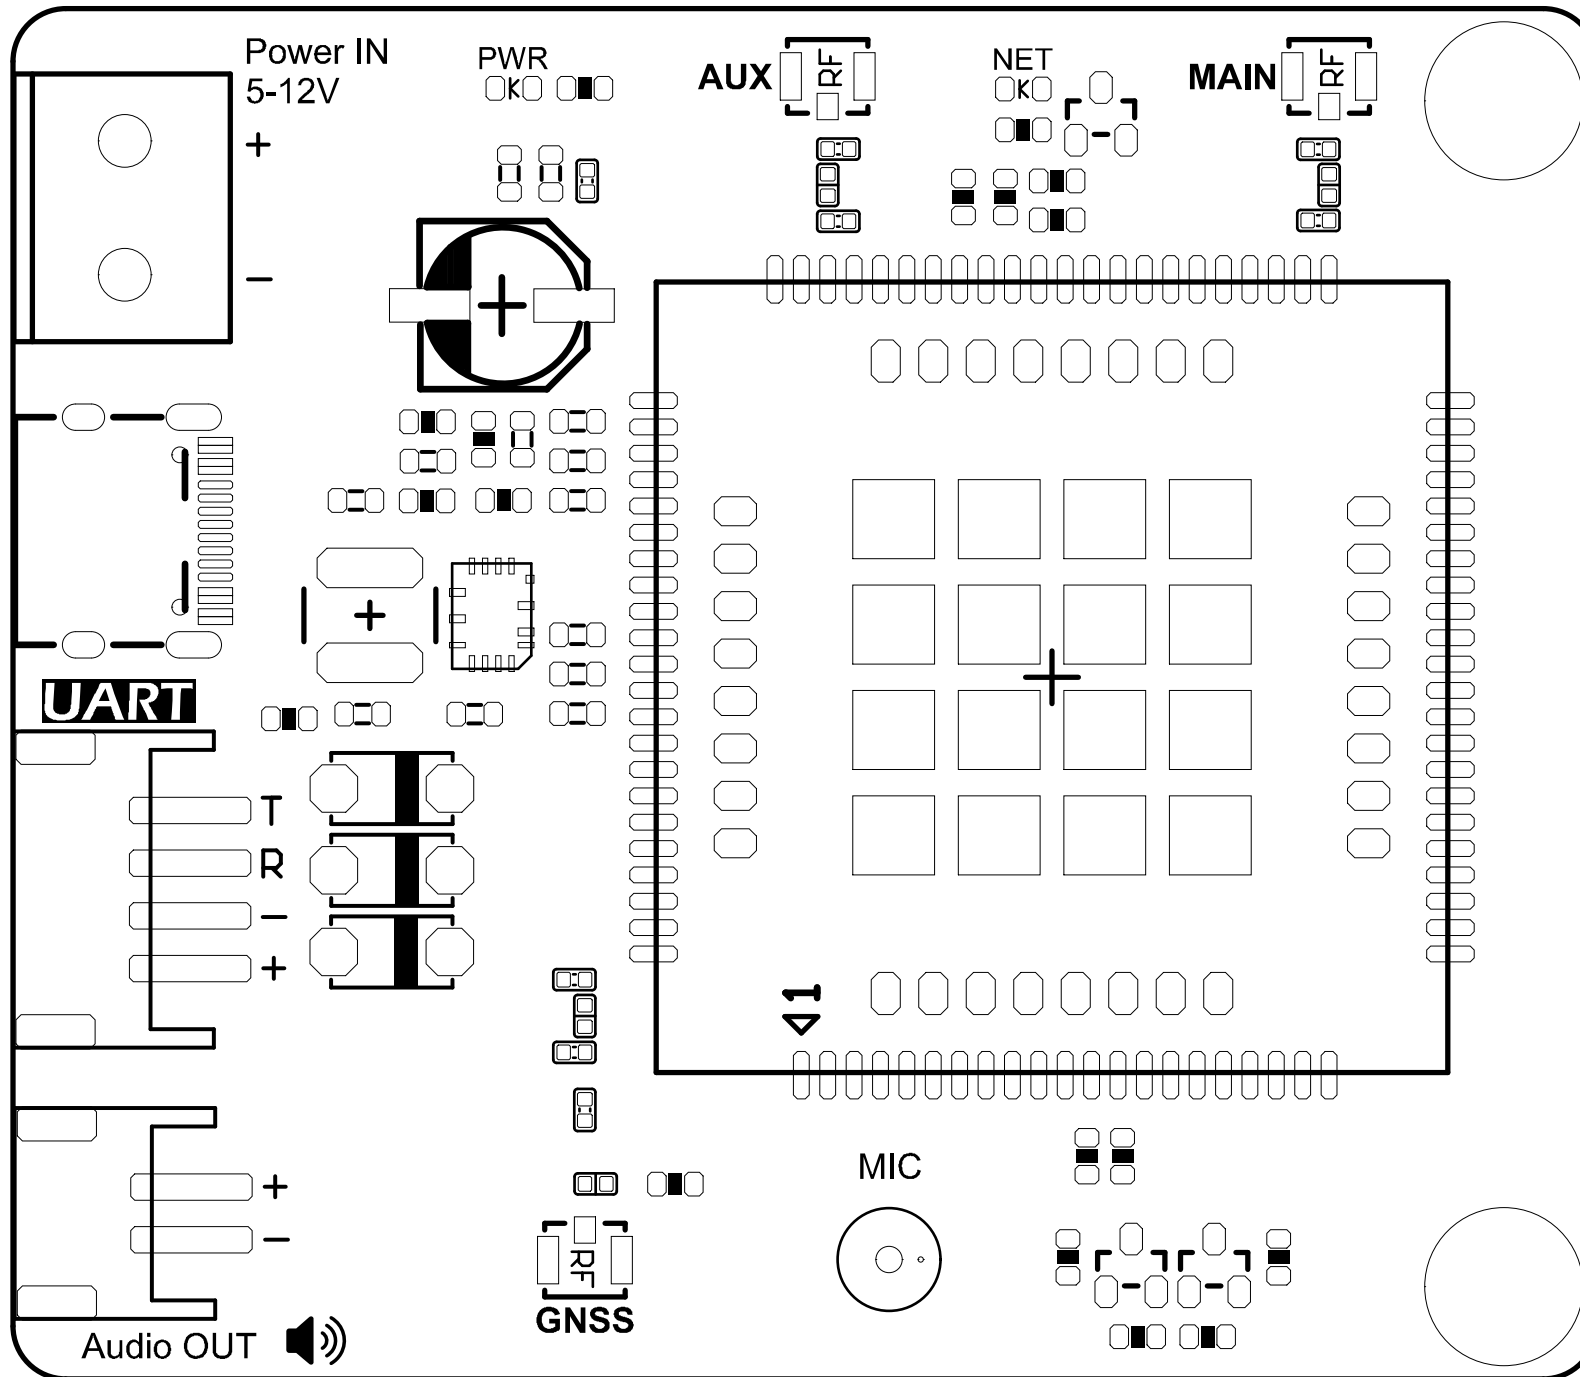 Power IN
5-12V
+
−
PWR
K
AUX
RF
NET
K
MAIN
RF
+
UART
T
R
−
+
+
+
1
+
−
MIC
RF
GNSS
Audio OUT